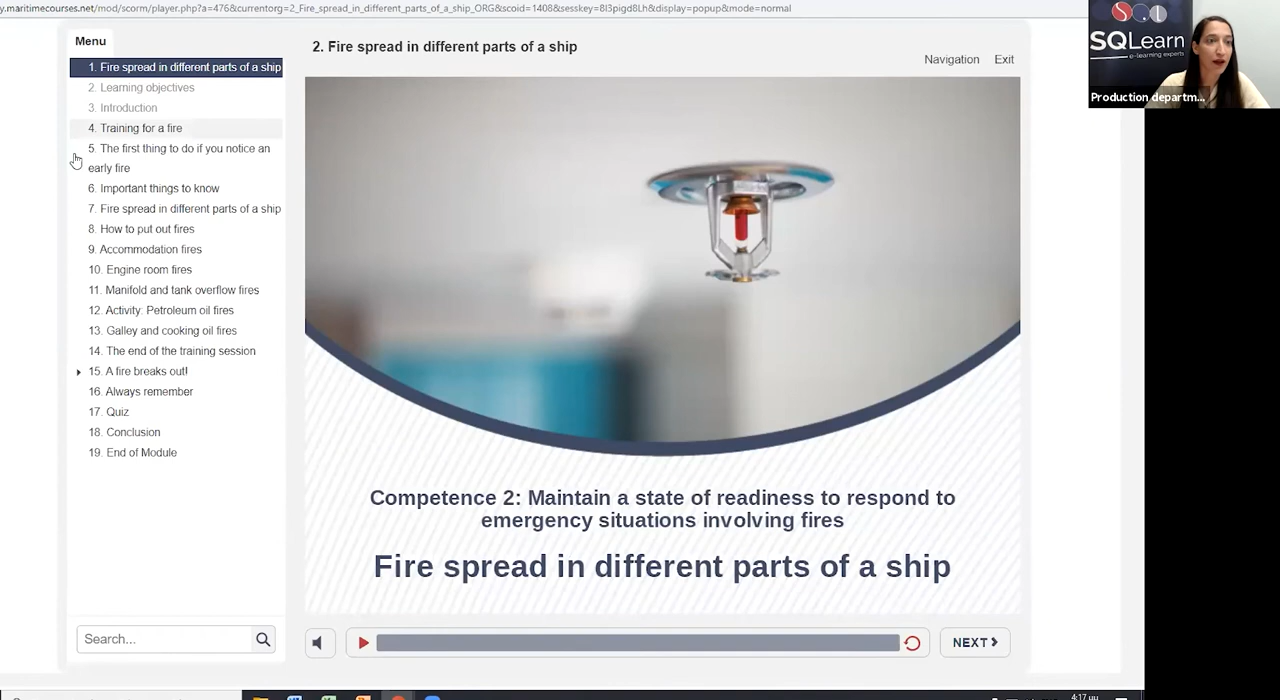 y.maritimecourses.net/mod/scorm/player.php?a=476&currentorg=2_Fire_spread_in_different_parts_of_a_ship_ORG&scoid=1408&sesskey=8I3pigd8Lh&display=popup&mode=normal
SQLearn
e-learning experts
Production departm...
Menu
1. Fire spread in different parts of a ship
2. Learning objectives
3. Introduction
4. Training for a fire
5. The first thing to do if you notice an
early fire
6. Important things to know
7. Fire spread in different parts of a ship
8. How to put out fires
9. Accommodation fires
10. Engine room fires
11. Manifold and tank overflow fires
12. Activity: Petroleum oil fires
13. Galley and cooking oil fires
14. The end of the training session
15. A fire breaks out!
16. Always remember
17. Quiz
18. Conclusion
19. End of Module
Search...
2. Fire spread in different parts of a ship
Navigation Exit
Competence 2: Maintain a state of readiness to respond to
emergency situations involving fires
Fire spread in different parts of a ship
NEXT
4:17 μμ